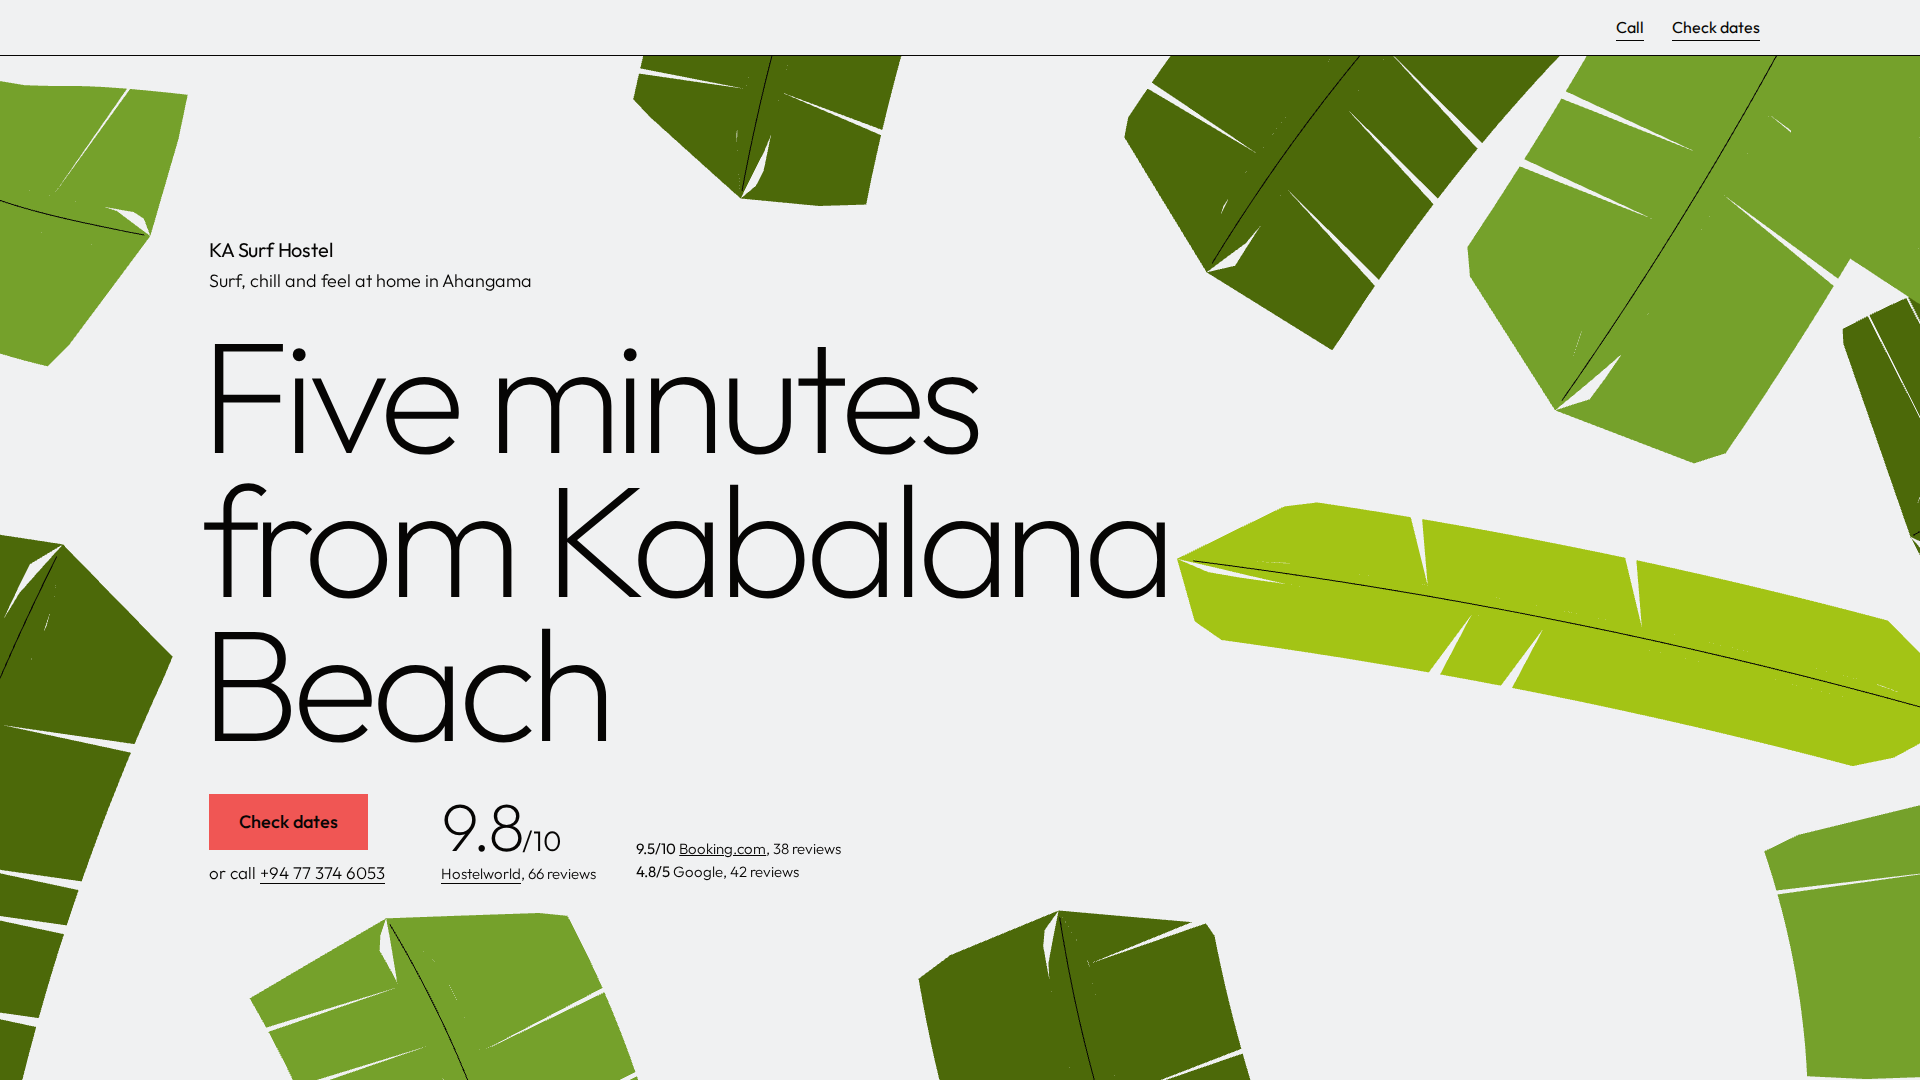 Call
Check dates
KA Surf Hostel
Surf, chill and feel at home in Ahangama
Five minutes
from Kabalana
Beach
Check dates
or call +94 77 374 6053
9.8/10
Hostelworld, 66 reviews
9.5/10 Booking.com, 38 reviews
4.8/5 Google, 42 reviews